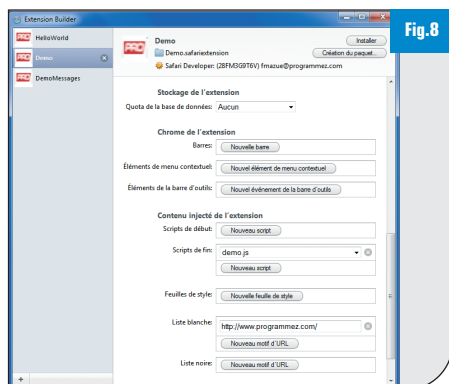 Extension Builder
Fig.8
PRO HelloWorld
PRO Demo
PRO DemoMessages
PRO
Demo
Installer
Demo.safariextension
Création du paquet...
Safari Developer: (28FM3G9T6V) fmazue@programmez.com
Stockage de l'extension
Quota de la base de données: Aucun
Chrome de l'extension
Barres: Nouvelle barre
Éléments de menu contextuel: Nouvel élément de menu contextuel
Éléments de la barre d'outils: Nouvel événement de la barre d'outils
Contenu injecté de l'extension
Scripts de début: Nouveau script
Scripts de fin: demo.js
Nouveau script
Feuilles de style: Nouvelle feuille de style
Liste blanche: http://www.programmez.com/
Nouveau motif d'URL
Liste noire: Nouveau motif d'URL
+